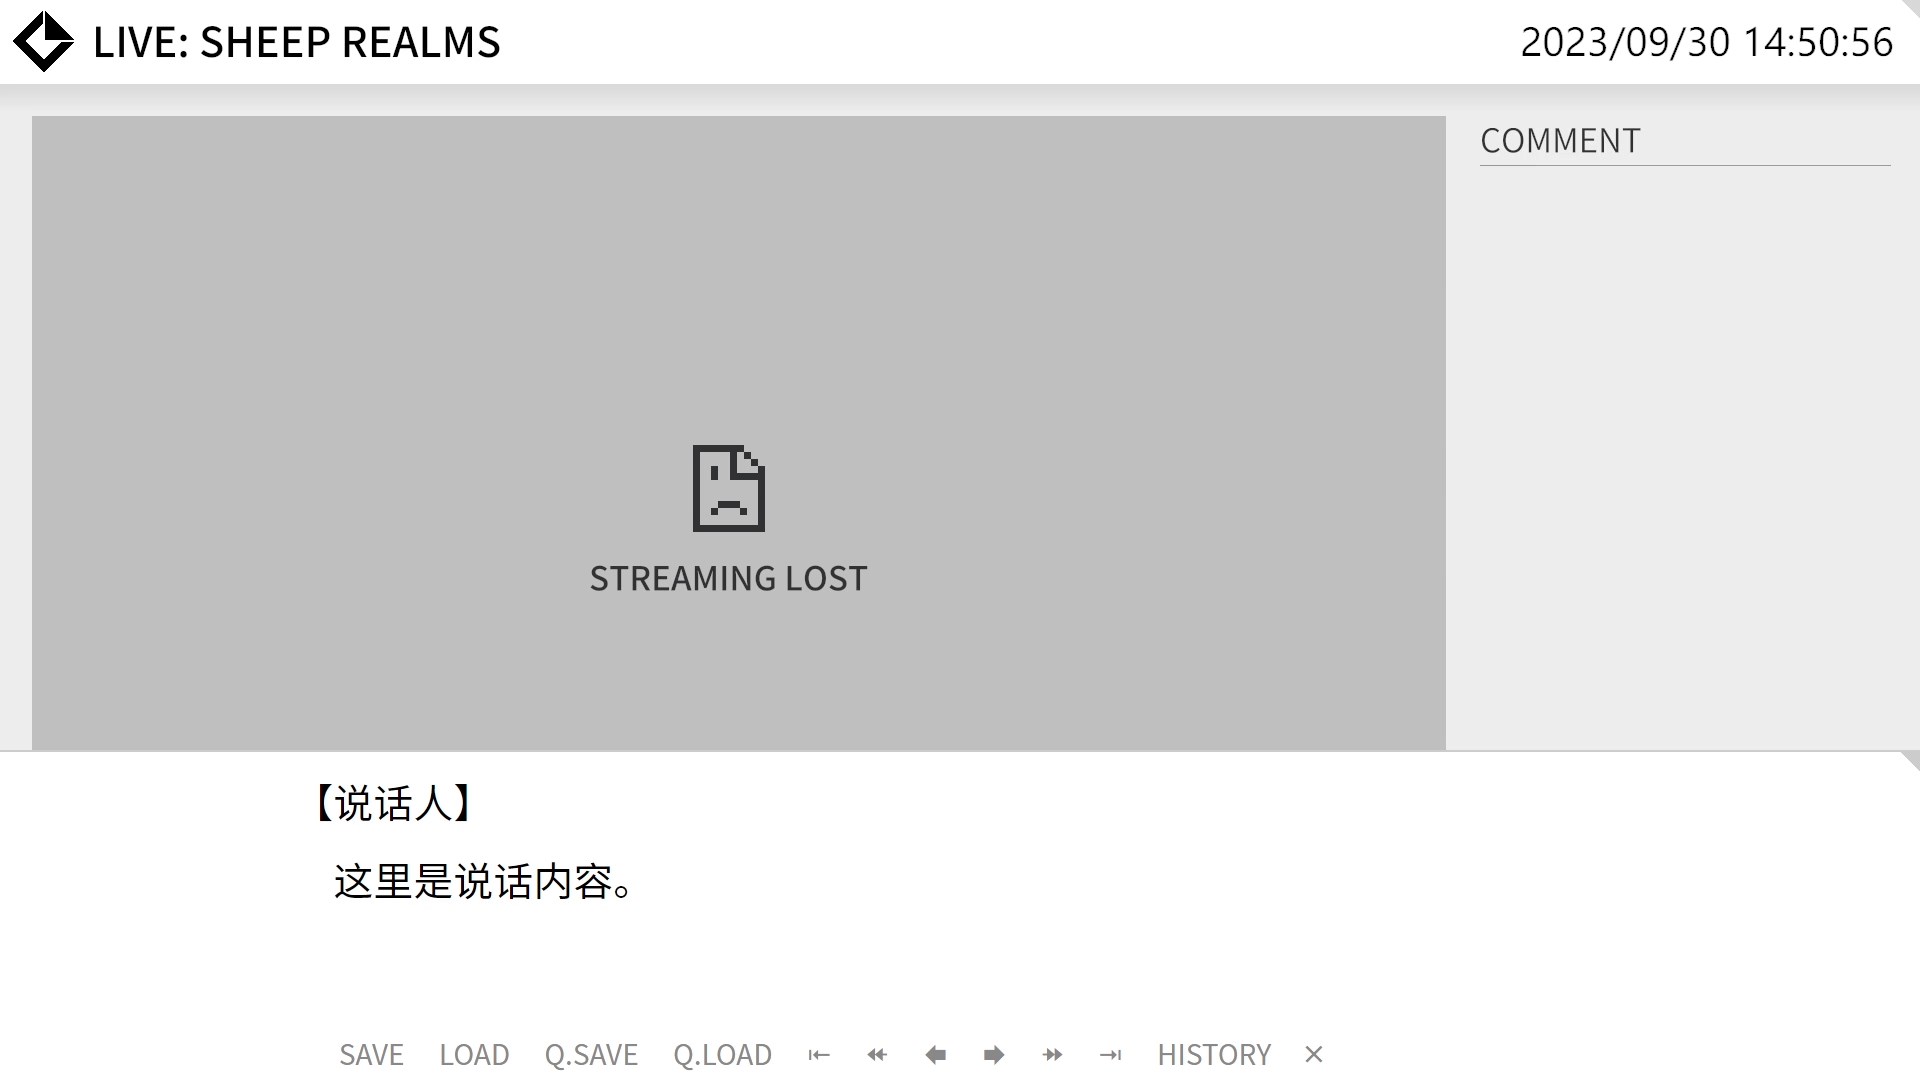 LIVE: SHEEP REALMS
2023/09/30 14:50:56
COMMENT
STREAMING LOST
【说话人】
这里是说话内容。
SAVE LOAD Q.SAVE Q.LOAD HISTORY ×